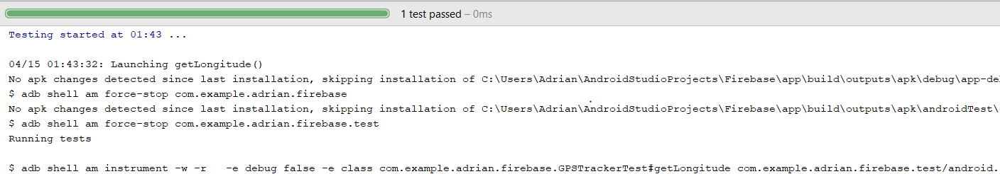 1 test passed – 0ms
Testing started at 01:43 ...
04/15 01:43:32: Launching getLongitude()
No apk changes detected since last installation, skipping installation of C:\Users\Adrian\AndroidStudioProjects\Firebase\app\build\outputs\apk\debug\app-de
$ adb shell am force-stop com.example.adrian.firebase
No apk changes detected since last installation, skipping installation of C:\Users\Adrian\AndroidStudioProjects\Firebase\app\build\outputs\apk\androidTest\
$ adb shell am force-stop com.example.adrian.firebase.test
Running tests
$ adb shell am instrument -w -r   -e debug false -e class com.example.adrian.firebase.GPSTrackerTest#getLongitude com.example.adrian.firebase.test/android.